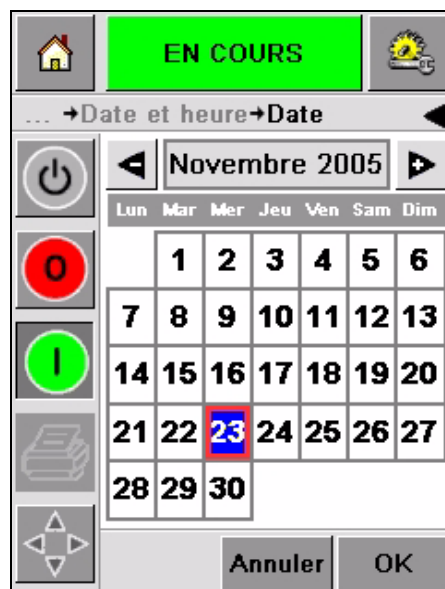 EN COURS
... →Date et heure→Date
Novembre 2005
Lun Mar Mer Jeu Ven Sam Dim
1 2 3 4 5 6
7 8 9 10 11 12 13
14 15 16 17 18 19 20
21 22 23 24 25 26 27
28 29 30
Annuler OK